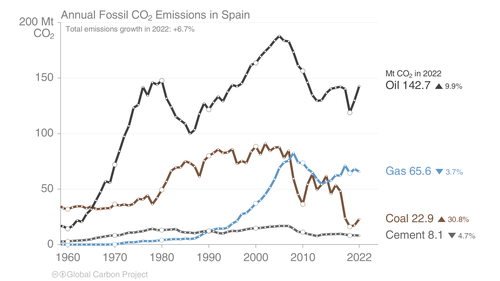 Annual Fossil CO₂ Emissions in Spain
200 Mt
CO₂
Total emissions growth in 2022: +6.7%
150
100
50
0
1960 1970 1980 1990 2000 2010 2022
Mt CO₂ in 2022
Oil 142.7 ▲ 9.9%
Gas 65.6 ▼ 3.7%
Coal 22.9 ▲ 30.8%
Cement 8.1 ▼ 4.7%
Global Carbon Project